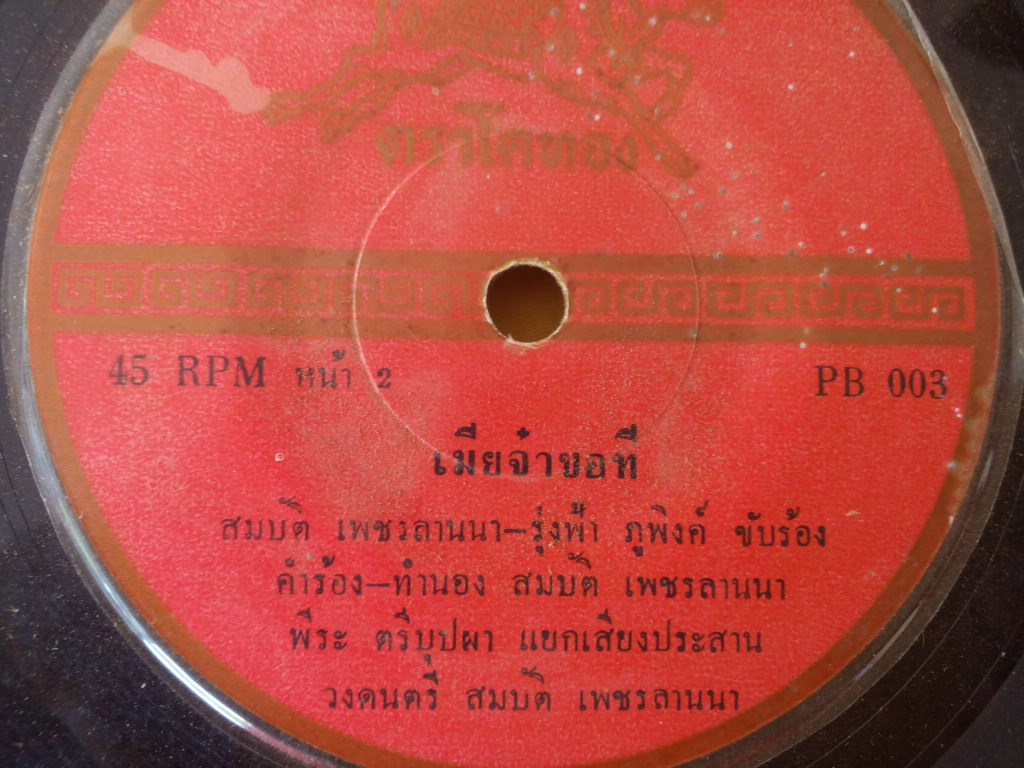 ตราโคทอง
45 RPM หน้า 2 PB 003
เมียจ๋าขอที
สมบัติ เพชรลานนา–รุ่งฟ้า ภูพิงค์ ขับร้อง
คำร้อง–ทำนอง สมบัติ เพชรลานนา
พีระ ตรีบุปผา แยกเสียงประสาน
วงดนตรี สมบัติ เพชรลานนา